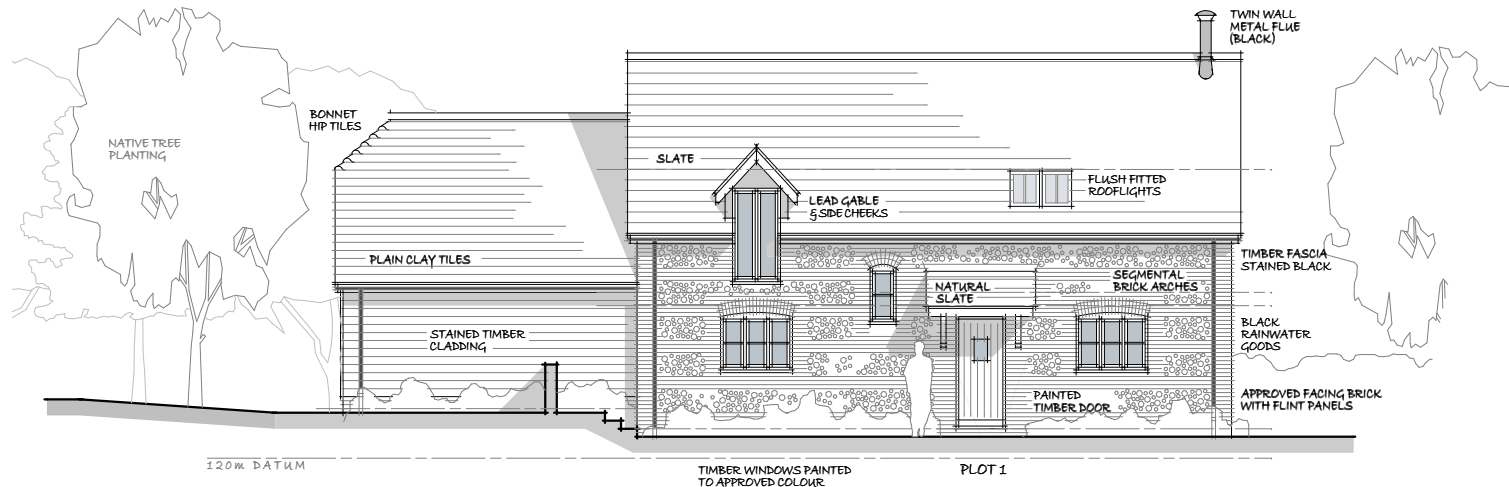 TWIN WALL
METAL FLUE
(BLACK)
BONNET
HIP TILES
NATIVE TREE
PLANTING
SLATE
FLUSH FITTED
ROOFLIGHTS
LEAD GABLE
& SIDE CHEEKS
PLAIN CLAY TILES
TIMBER FASCIA
STAINED BLACK
SEGMENTAL
BRICK ARCHES
NATURAL
SLATE
STAINED TIMBER
CLADDING
BLACK
RAINWATER
GOODS
PAINTED
TIMBER DOOR
APPROVED FACING BRICK
WITH FLINT PANELS
120m DATUM
TIMBER WINDOWS PAINTED
TO APPROVED COLOUR
PLOT 1